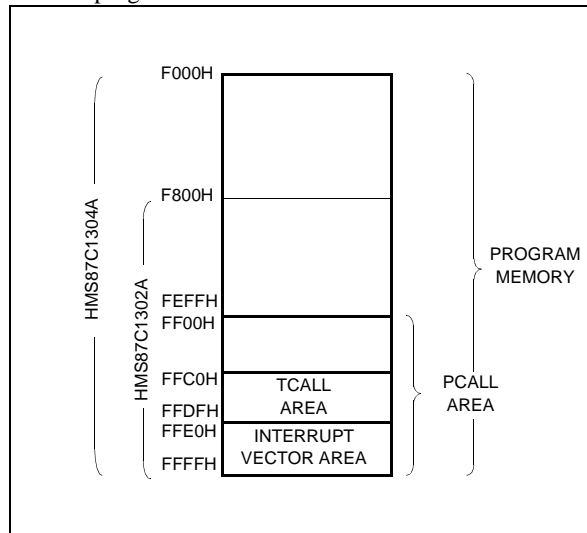 F000H
HMS87C1304A
F800H
HMS87C1302A
PROGRAM
MEMORY
FEFFH
FF00H
FFC0H
TCALL
AREA
PCALL
AREA
FFDFH
FFE0H
INTERRUPT
VECTOR AREA
FFFFH